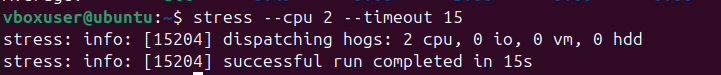 vboxuser@ubuntu:~$ stress --cpu 2 --timeout 15
stress: info: [15204] dispatching hogs: 2 cpu, 0 io, 0 vm, 0 hdd
stress: info: [15204] successful run completed in 15s